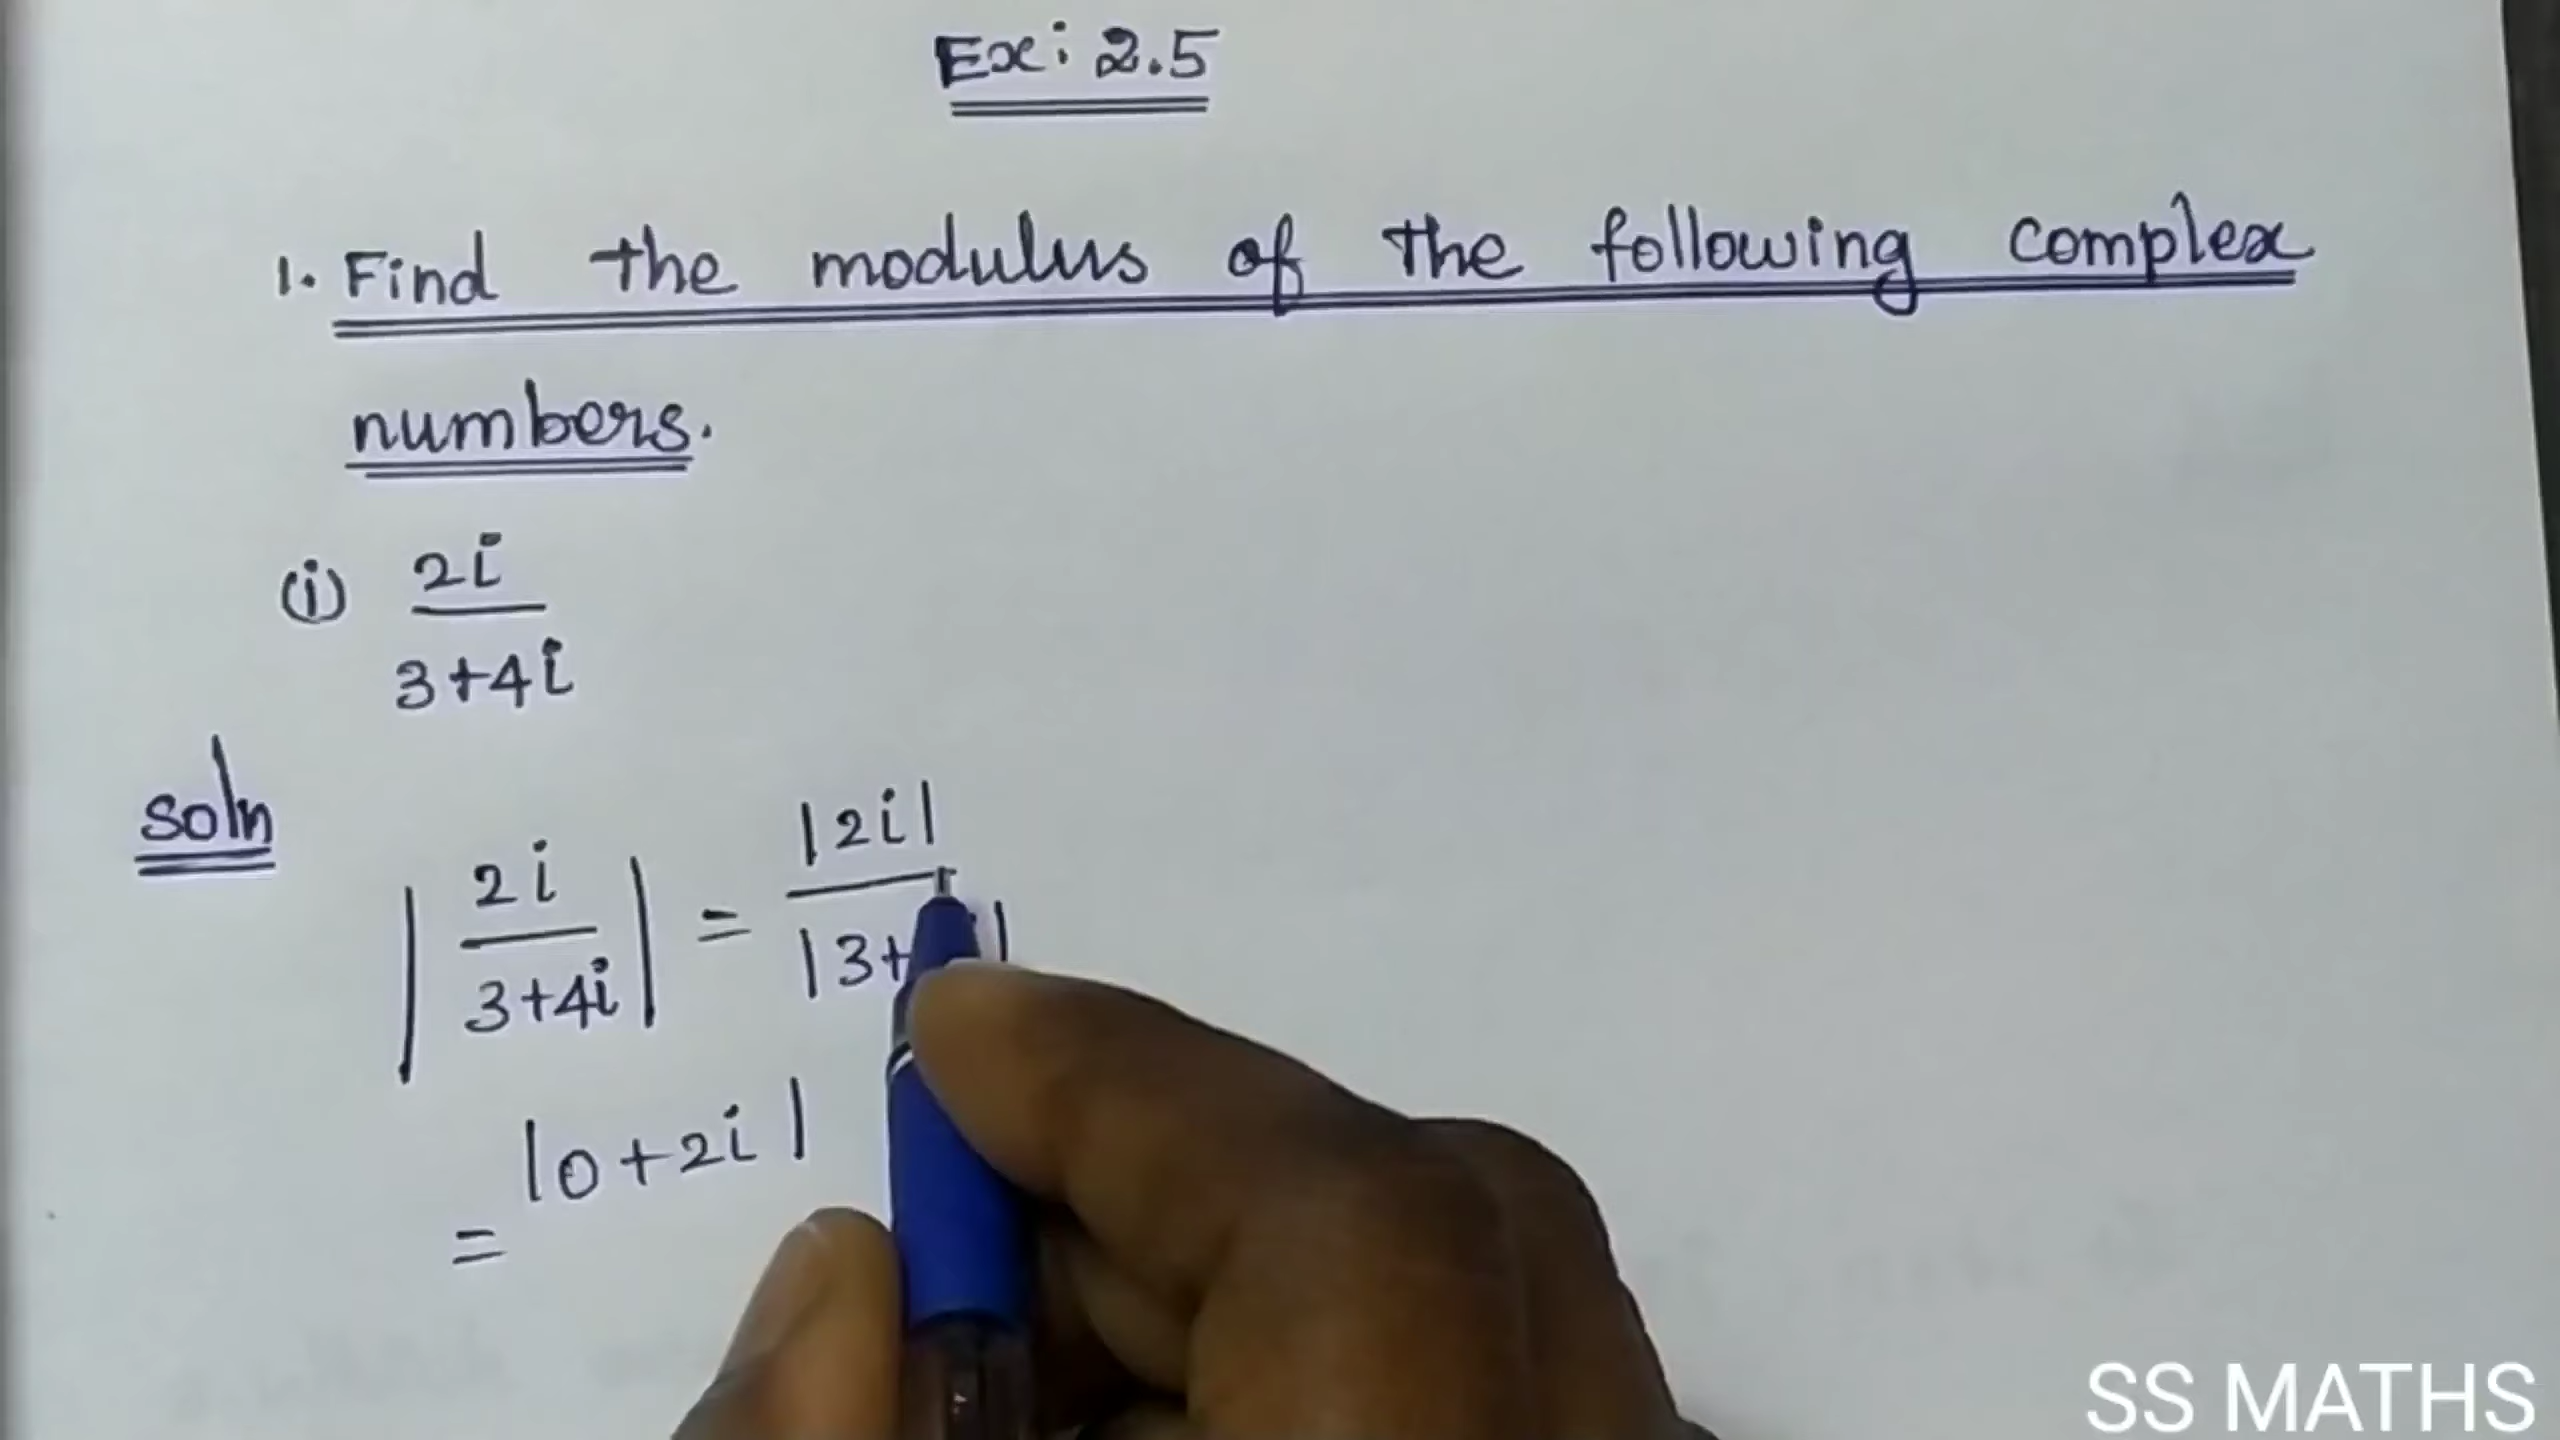 Ex: 2.5
1. Find the modulus of the following complex
numbers.
(i) 2i
3+4i
soln
| 2i / 3+4i | = |2i| / |3+ i|
= |0+2i|
SS MATHS